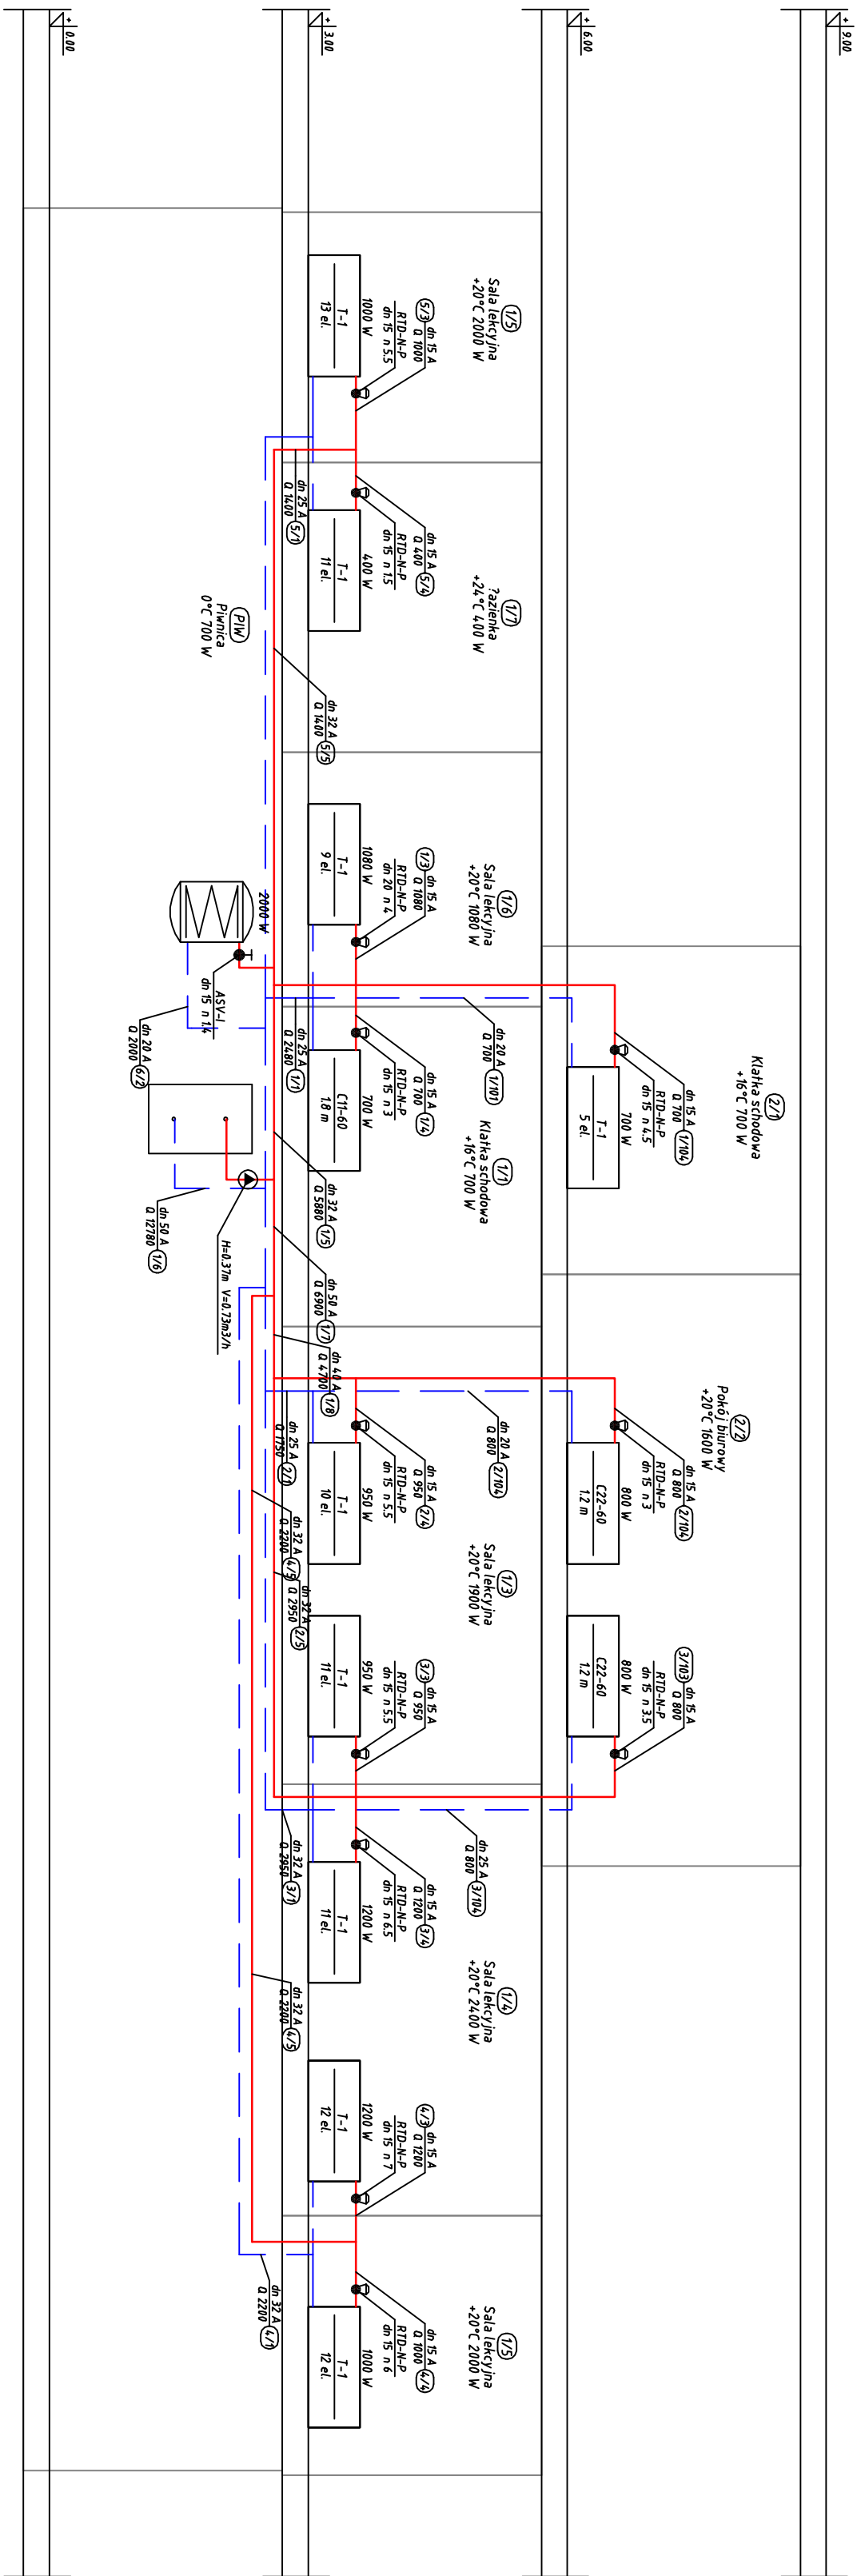 + 9.00
+ 6.00
+ 3.00
+ 0.00
2/1
Klatka schodowa
+16°C 700 W
dn 15 A
Q 700
1/104
RTD-N-P
dn 15 n 4.5
700 W
T-1
5 el.
2/2
Pokój biurowy
+20°C 1600 W
dn 15 A
Q 800
2/104
RTD-N-P
dn 15 n 3
800 W
C22-60
1.2 m
3/103
dn 15 A
Q 800
RTD-N-P
dn 15 n 3.5
800 W
C22-60
1.2 m
1/5
Sala lekcyjna
+20°C 2000 W
5/3
dn 15 A
Q 1000
RTD-N-P
dn 15 n 5.5
1000 W
T-1
13 el.
1/7
?azienka
+24°C 400 W
dn 15 A
Q 400
5/4
RTD-N-P
dn 15 n 1.5
400 W
T-1
11 el.
1/6
Sala lekcyjna
+20°C 1080 W
1/3
dn 15 A
Q 1080
RTD-N-P
dn 20 n 4
1080 W
T-1
9 el.
dn 20 A
Q 700
1/101
1/1
Klatka schodowa
+16°C 700 W
dn 15 A
Q 700
1/4
RTD-N-P
dn 15 n 3
700 W
C11-60
1.8 m
dn 20 A
Q 800
2/104
1/3
Sala lekcyjna
+20°C 1900 W
dn 15 A
Q 950
2/4
RTD-N-P
dn 15 n 5.5
950 W
T-1
10 el.
3/3
dn 15 A
Q 950
RTD-N-P
dn 15 n 5.5
950 W
T-1
11 el.
dn 25 A
Q 800
3/104
1/4
Sala lekcyjna
+20°C 2400 W
dn 15 A
Q 1200
3/4
RTD-N-P
dn 15 n 6.5
1200 W
T-1
11 el.
4/3
dn 15 A
Q 1200
RTD-N-P
dn 15 n 7
1200 W
T-1
12 el.
1/5
Sala lekcyjna
+20°C 2000 W
dn 15 A
Q 1000
4/4
RTD-N-P
dn 15 n 6
1000 W
T-1
12 el.
dn 25 A
Q 1400
5/1
dn 32 A
Q 1400
5/5
dn 25 A
Q 2480
1/1
dn 32 A
Q 5880
1/5
dn 50 A
Q 6900
1/7
dn 40 A
Q 4700
1/8
dn 25 A
Q 1750
2/1
dn 32 A
Q 2200
4/5
dn 32 A
Q 2950
2/5
dn 32 A
Q 2950
3/1
dn 32 A
Q 2200
4/5
dn 32 A
Q 2200
4/1
PIW
Piwnica
0°C 700 W
2000 W
ASV-I
dn 15 n 1.4
dn 20 A
Q 2000
6/2
dn 50 A
Q 12780
1/6
H=0.37m V=0.73m3/h